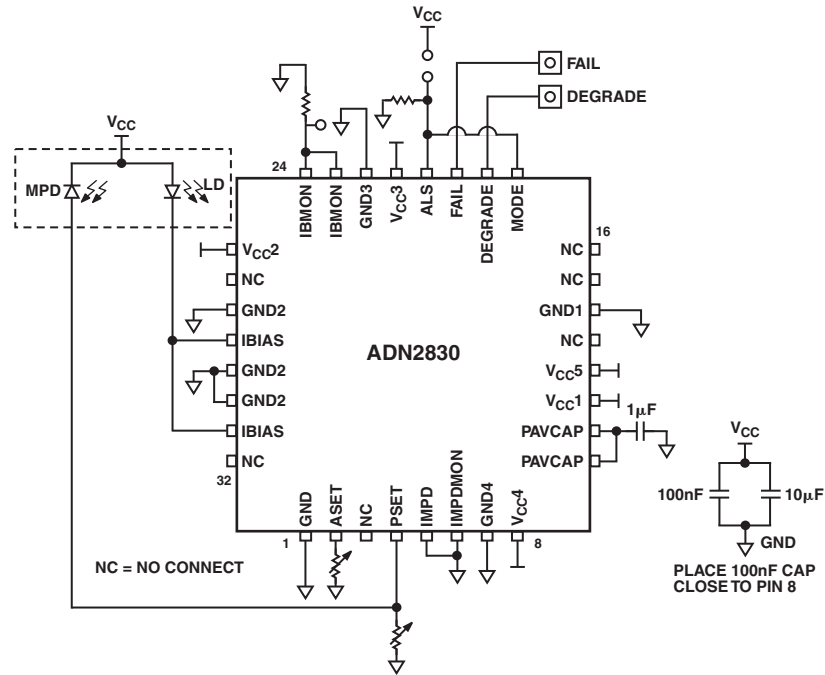 VCC
FAIL
DEGRADE
VCC
MPD
LD
24
IBMON
IBMON
GND3
VCC3
ALS
FAIL
DEGRADE
MODE
16
VCC2
NC
GND2
IBIAS
GND2
GND2
IBIAS
NC
32
ADN2830
NC
NC
GND1
NC
VCC5
VCC1
PAVCAP
PAVCAP
1µF
1
GND
ASET
NC
PSET
IMPD
IMPDMON
GND4
VCC4
8
NC = NO CONNECT
VCC
100nF
10µF
GND
PLACE 100nF CAP
CLOSE TO PIN 8